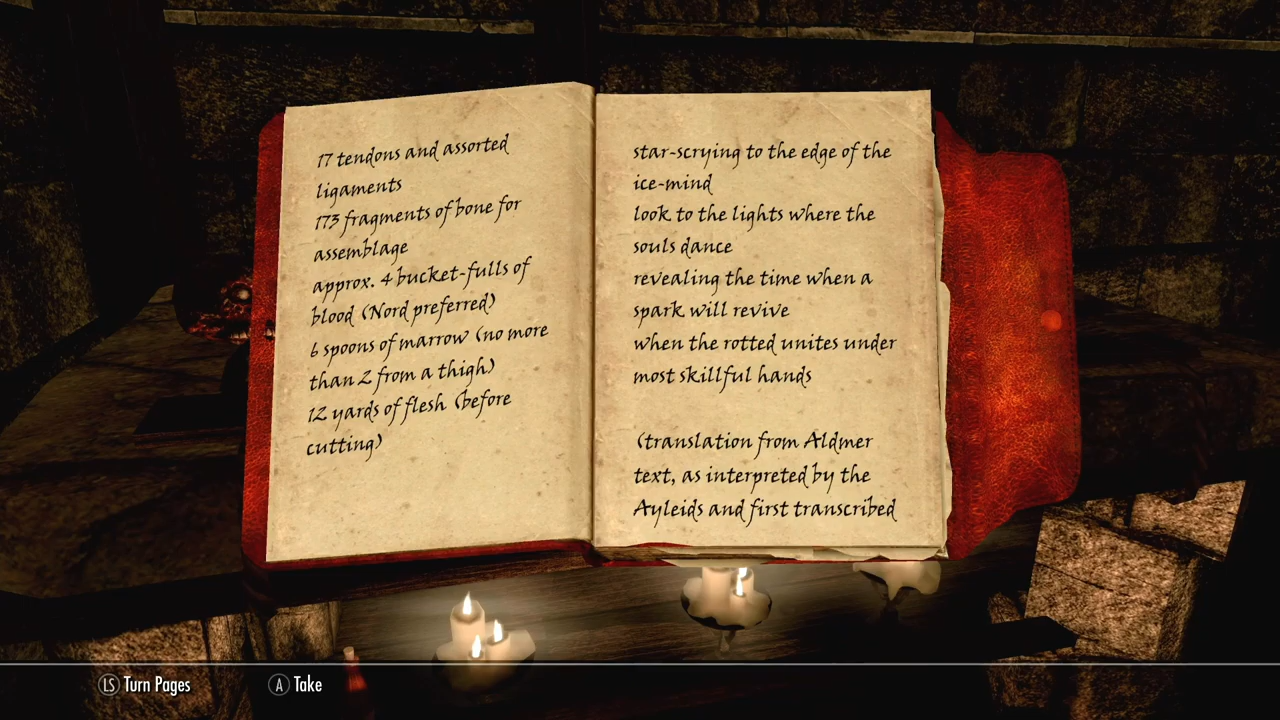 17 tendons and assorted
ligaments
173 fragments of bone for
assemblage
approx. 4 bucket-fulls of
blood (Nord preferred)
6 spoons of marrow (no more
than 2 from a thigh)
12 yards of flesh (before
cutting)
star-scrying to the edge of the
ice-mind
look to the lights where the
souls dance
revealing the time when a
spark will revive
when the rotted unites under
most skillful hands
(translation from Aldmer
text, as interpreted by the
Ayleids and first transcribed
LS Turn Pages
A Take